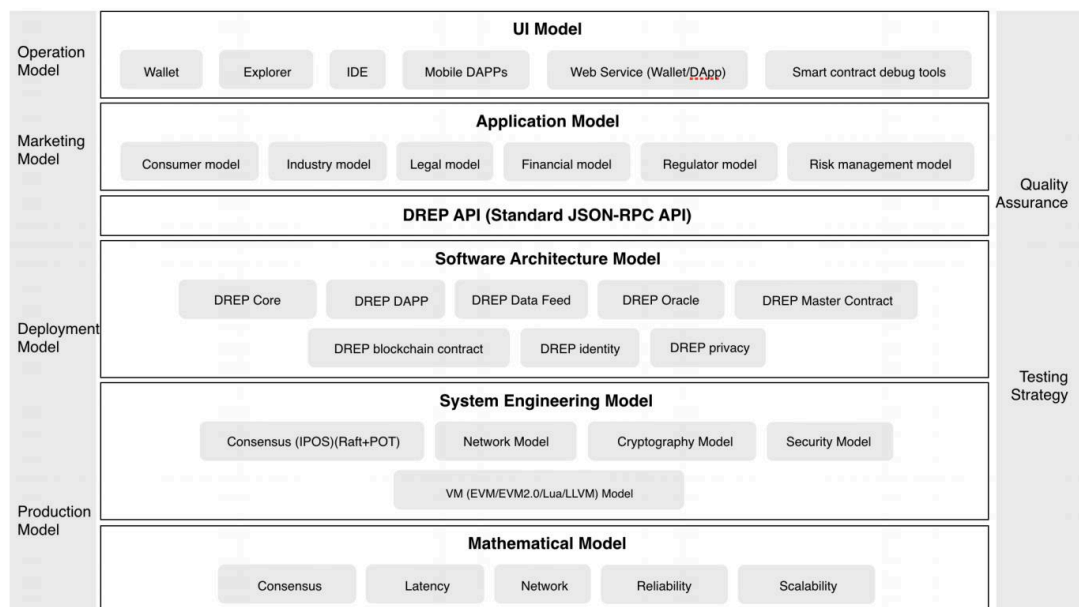 UI Model
Operation
Model
Wallet
Explorer
IDE
Mobile DAPPs
Web Service (Wallet/DApp)
Smart contract debug tools
Application Model
Marketing
Model
Consumer model
Industry model
Legal model
Financial model
Regulator model
Risk management model
Quality
Assurance
DREP API (Standard JSON-RPC API)
Software Architecture Model
DREP Core
DREP DAPP
DREP Data Feed
DREP Oracle
DREP Master Contract
Deployment
Model
DREP blockchain contract
DREP identity
DREP privacy
Testing
Strategy
System Engineering Model
Consensus (IPOS)(Raft+POT)
Network Model
Cryptography Model
Security Model
VM (EVM/EVM2.0/Lua/LLVM) Model
Production
Model
Mathematical Model
Consensus
Latency
Network
Reliability
Scalability